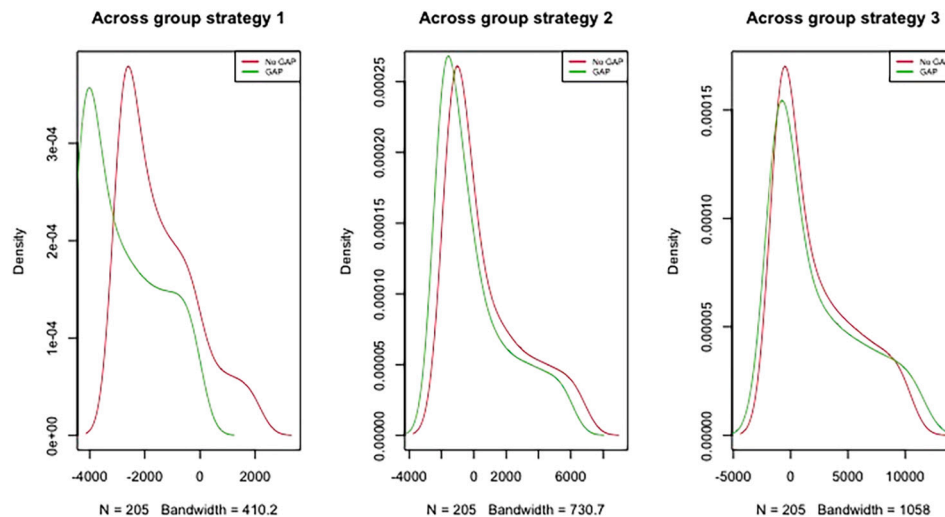 Across group strategy 1
No GAP
GAP
Density
0e+00
1e-04
2e-04
3e-04
-4000 -2000 0 2000
N = 205 Bandwidth = 410.2
Across group strategy 2
No GAP
GAP
Density
0.00000
0.00005
0.00010
0.00015
0.00020
0.00025
-4000 0 2000 6000
N = 205 Bandwidth = 730.7
Across group strategy 3
No GAP
GAP
Density
0.00000
0.00005
0.00010
0.00015
-5000 0 5000 10000
N = 205 Bandwidth = 1058